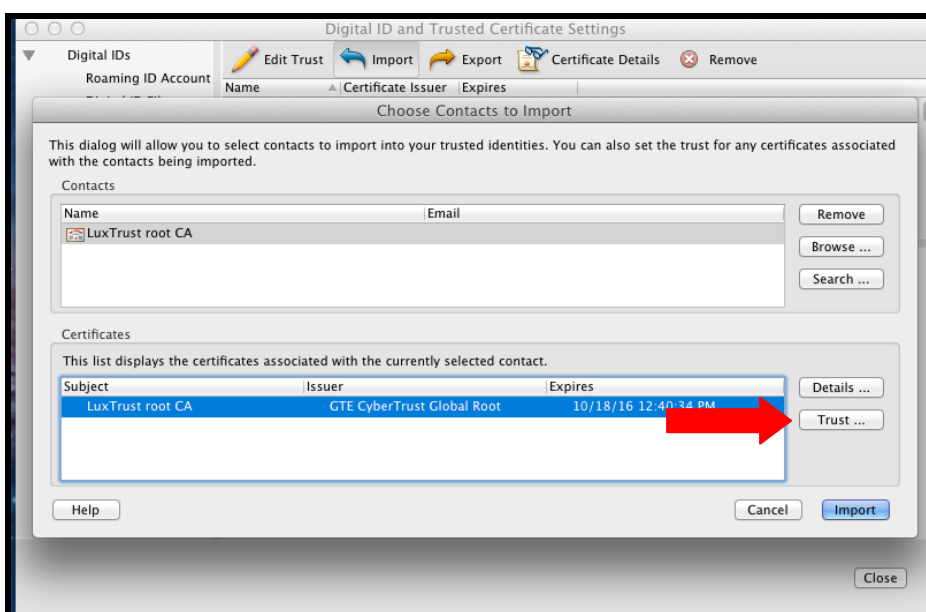 Digital ID and Trusted Certificate Settings
Digital IDs
Roaming ID Account
Edit Trust Import Export Certificate Details Remove
Name Certificate Issuer Expires
Choose Contacts to Import
This dialog will allow you to select contacts to import into your trusted identities. You can also set the trust for any certificates associated
with the contacts being imported.
Contacts
Name Email
LuxTrust root CA
Remove
Browse ...
Search ...
Certificates
This list displays the certificates associated with the currently selected contact.
Subject Issuer Expires
LuxTrust root CA GTE CyberTrust Global Root 10/18/16 12:40:34 PM
Details ...
Trust ...
Help
Cancel
Import
Close